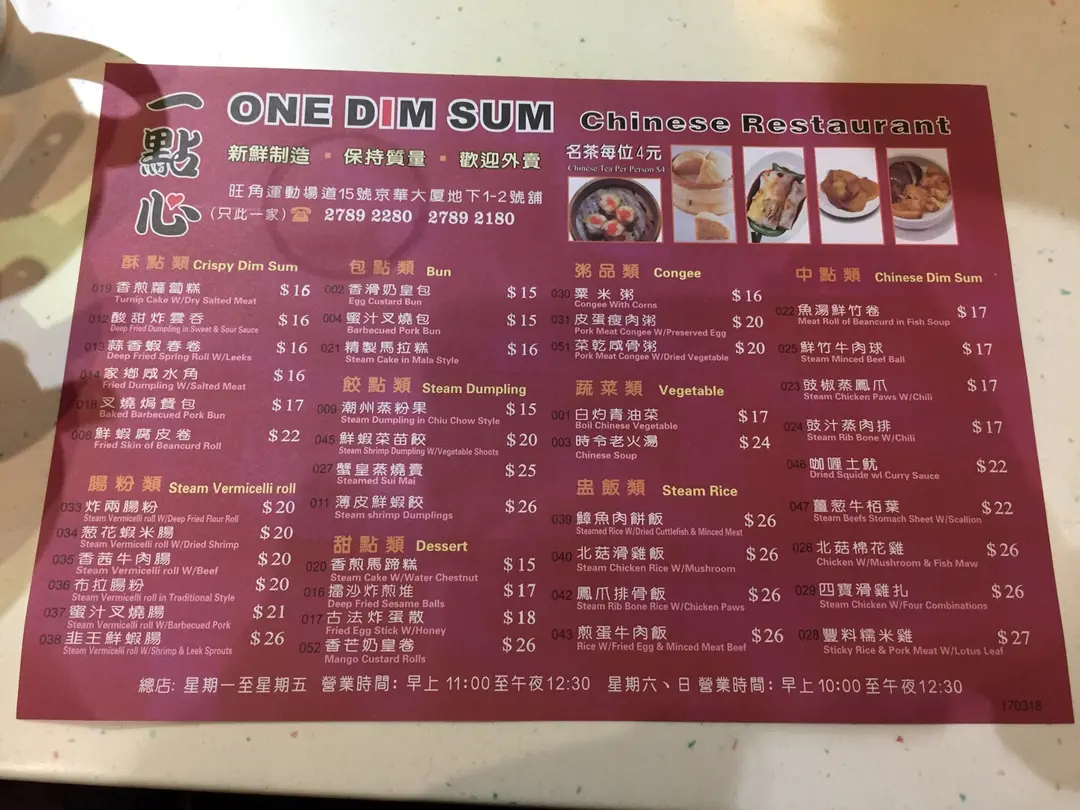 一點心
ONE DIM SUM Chinese Restaurant
新鮮制造 ▪ 保持質量 ▪ 歡迎外賣
旺角運動場道15號京華大廈地下1-2號舖
(只此一家) ☎ 2789 2280 2789 2180
名茶每位4元
Chinese Tea Per Person $4
酥點類 Crispy Dim Sum
019 香煎蘿蔔糕 $16
Turnip Cake W/Dry Salted Meat
012 酸甜炸雲吞 $16
Deep Fried Dumpling in Sweet & Sour Sauce
013 蒜香蝦春卷 $16
Deep Fried Spring Roll W/Leeks
014 家鄉咸水角 $16
Fried Dumpling W/Salted Meat
018 叉燒焗餐包 $17
Baked Barbecued Pork Bun
008 鮮蝦腐皮卷 $22
Fried Skin of Beancurd Roll
腸粉類 Steam Vermicelli roll
033 炸兩腸粉 $20
Steam Vermicelli roll W/Deep Fried Flour Roll
034 葱花蝦米腸 $20
Steam Vermicelli roll W/Dried Shrimp
035 香茜牛肉腸 $20
Steam Vermicelli roll W/Beef
036 布拉腸粉 $20
Steam Vermicelli roll in Traditional Style
037 蜜汁叉燒腸 $21
Steam Vermicelli roll W/Barbecued Pork
038 韭王鮮蝦腸 $26
Steam Vermicelli roll W/Shrimp & Leek Sprouts
包點類 Bun
002 香滑奶皇包 $15
Egg Custard Bun
004 蜜汁叉燒包 $15
Barbecued Pork Bun
021 精製馬拉糕 $16
Steam Cake in Mala Style
餃點類 Steam Dumpling
009 潮州蒸粉果 $15
Steam Dumpling in Chiu Chow Style
045 鮮蝦菜苗餃 $20
Steam Shrimp Dumpling W/Vegetable Shoots
027 蟹皇蒸燒賣 $25
Steamed Sui Mai
011 薄皮鮮蝦餃 $26
Steam shrimp Dumplings
甜點類 Dessert
020 香煎馬蹄糕 $15
Steam Cake W/Water Chestnut
016 擂沙炸煎堆 $17
Deep Fried Sesame Balls
017 古法炸蛋散 $18
Fried Egg Stick W/Honey
052 香芒奶皇卷 $26
Mango Custard Rolls
粥品類 Congee
030 粟米粥 $16
Congee With Corns
031 皮蛋瘦肉粥 $20
Pork Meat Congee W/Preserved Egg
051 菜乾咸骨粥 $20
Pork Meat Congee W/Dried Vegetable
蔬菜類 Vegetable
001 白灼青油菜 $17
Boil Chinese Vegetable
003 時令老火湯 $24
Chinese Soup
盅飯類 Steam Rice
039 鱆魚肉餅飯 $26
Steamed Rice W/Dried Cuttlefish & Minced Meat
040 北菇滑雞飯 $26
Steam Chicken Rice W/Mushroom
042 鳳爪排骨飯 $26
Steam Rib Bone Rice W/Chicken Paws
043 煎蛋牛肉飯 $26
Rice W/Fried Egg & Minced Meat Beef
中點類 Chinese Dim Sum
022 魚湯鮮竹卷 $17
Meat Roll of Beancurd in Fish Soup
025 鮮竹牛肉球 $17
Steam Minced Beef Ball
023 豉椒蒸鳳爪 $17
Steam Chicken Paws W/Chili
024 豉汁蒸肉排 $17
Steam Rib Bone W/Chili
046 咖喱土魷 $22
Dried Squide w/ Curry Sauce
047 薑葱牛栢葉 $22
Steam Beefs Stomach Sheet W/Scallion
026 北菇棉花雞 $26
Chicken W/Mushroom & Fish Maw
029 四寶滑雞扎 $26
Steam Chicken W/Four Combinations
028 豐料糯米雞 $27
Sticky Rice & Pork Meat W/Lotus Leaf
總店: 星期一至星期五 營業時間: 早上 11:00 至午夜12:30 星期六、日 營業時間: 早上 10:00 至午夜12:30
170318